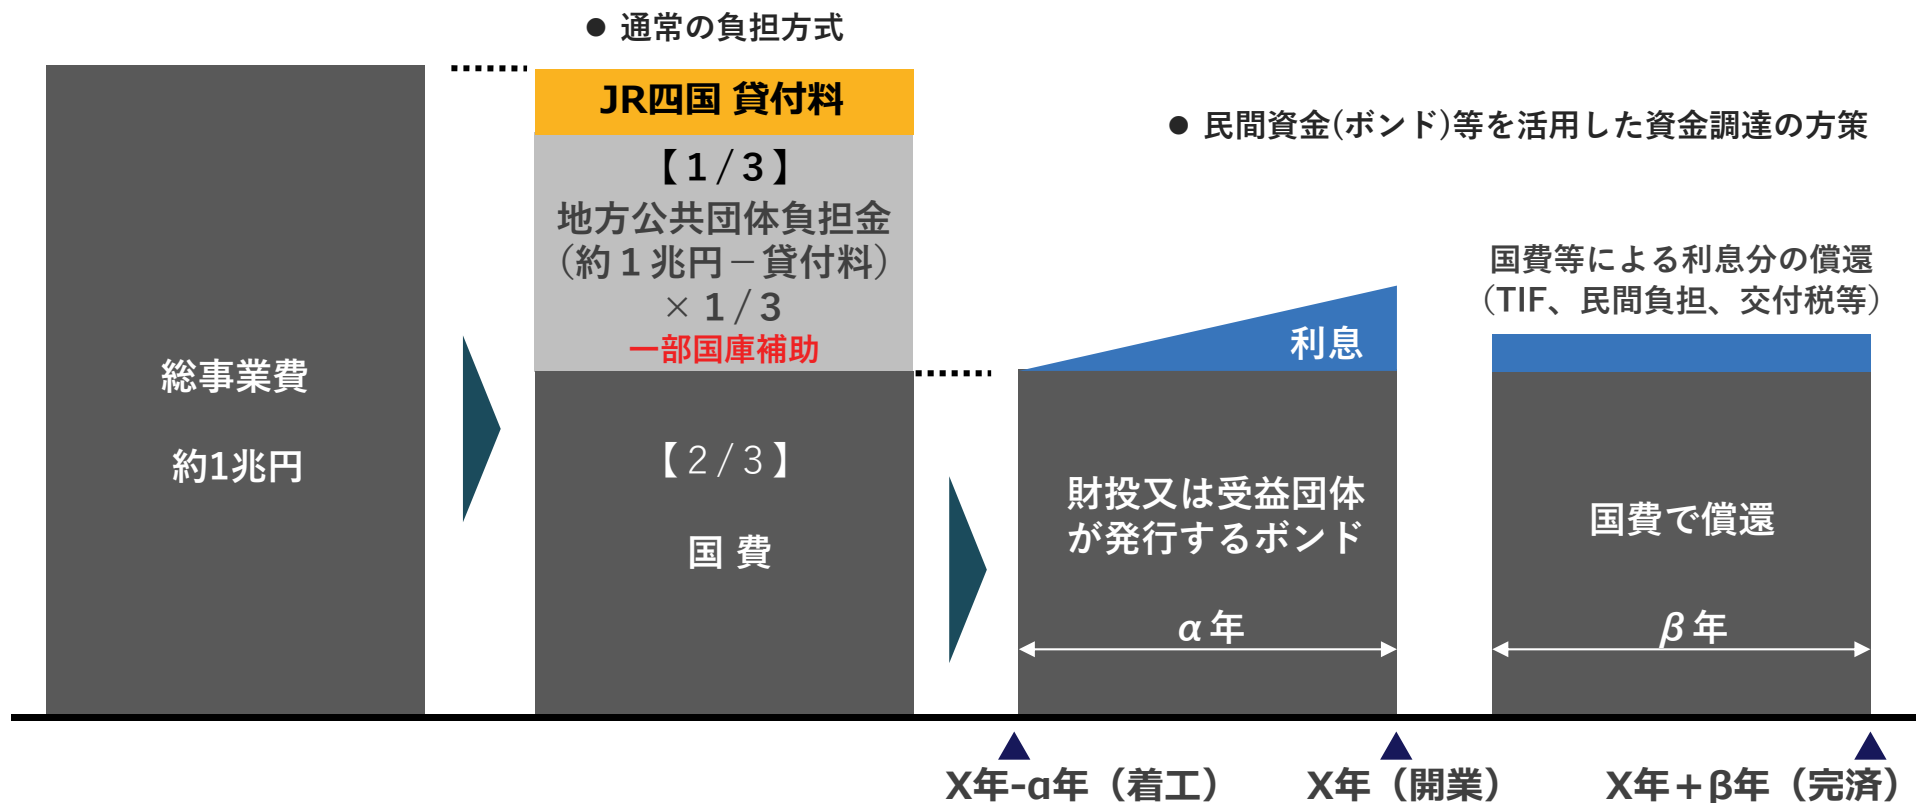 ● 通常の負担方式
総事業費
約1兆円
JR四国 貸付料
【1/3】
地方公共団体負担金
（約1兆円－貸付料）
×1/3
一部国庫補助
【2/3】
国 費
● 民間資金(ボンド)等を活用した資金調達の方策
利息
財投又は受益団体
が発行するボンド
α年
国費等による利息分の償還
（TIF、民間負担、交付税等）
国費で償還
β年
X年-α年（着工）
X年（開業）
X年＋β年（完済）